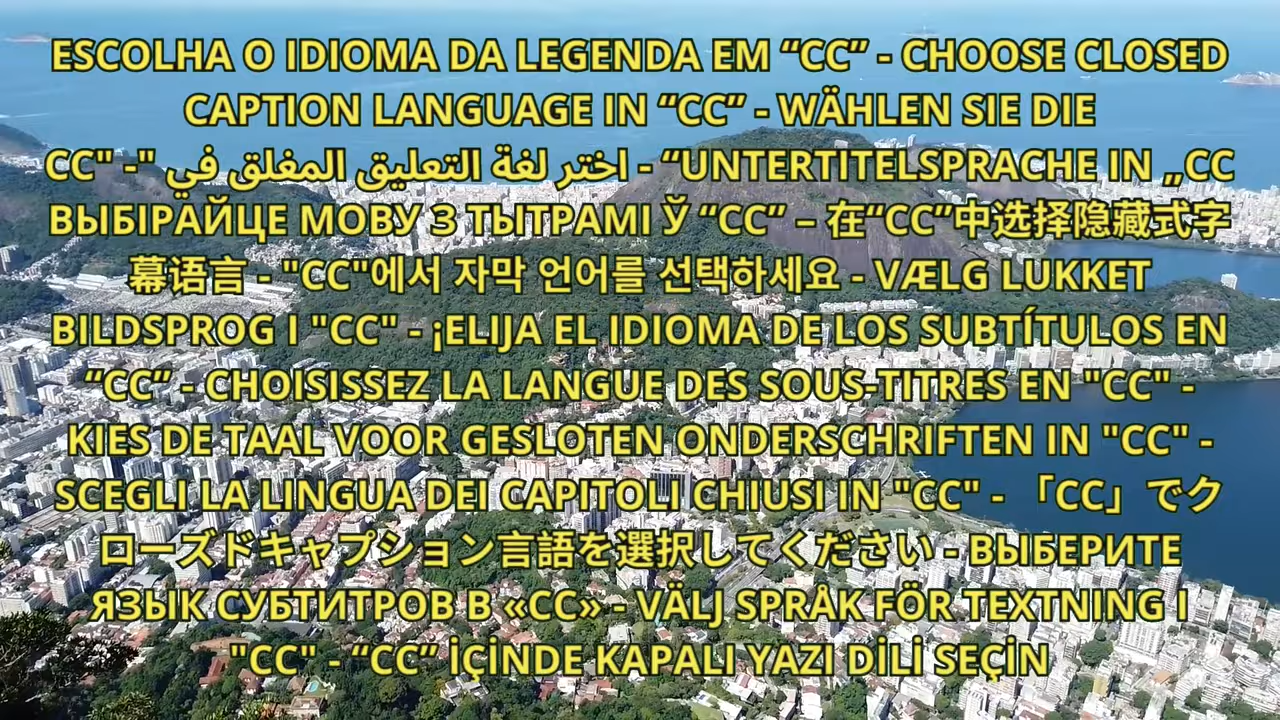 ESCOLHA O IDIOMA DA LEGENDA EM “CC” - CHOOSE CLOSED
CAPTION LANGUAGE IN “CC” - WÄHLEN SIE DIE
CC" -" اختر لغة التعليق المغلق في - “UNTERTITELSPRACHE IN „CC
ВЫБІРАЙЦЕ МОВУ З ТЫТРАМІ Ў “CC” – 在“CC”中选择隐藏式字
幕语言 - "CC"에서 자막 언어를 선택하세요 - VÆLG LUKKET
BILDSPROG I "CC" - ¡ELIJA EL IDIOMA DE LOS SUBTÍTULOS EN
“CC“ - CHOISISSEZ LA LANGUE DES SOUS-TITRES EN "CC" -
KIES DE TAAL VOOR GESLOTEN ONDERSCHRIFTEN IN "CC" -
SCEGLI LA LINGUA DEI CAPITOLI CHIUSI IN "CC" - 「CC」でク
ローズドキャプション言語を選択してください - ВЫБЕРИТЕ
ЯЗЫК СУБТИТРОВ В «CC» - VÄLJ SPRÅK FÖR TEXTNING I
"CC" - “CC” İÇİNDE KAPALI YAZI DİLİ SEÇİN